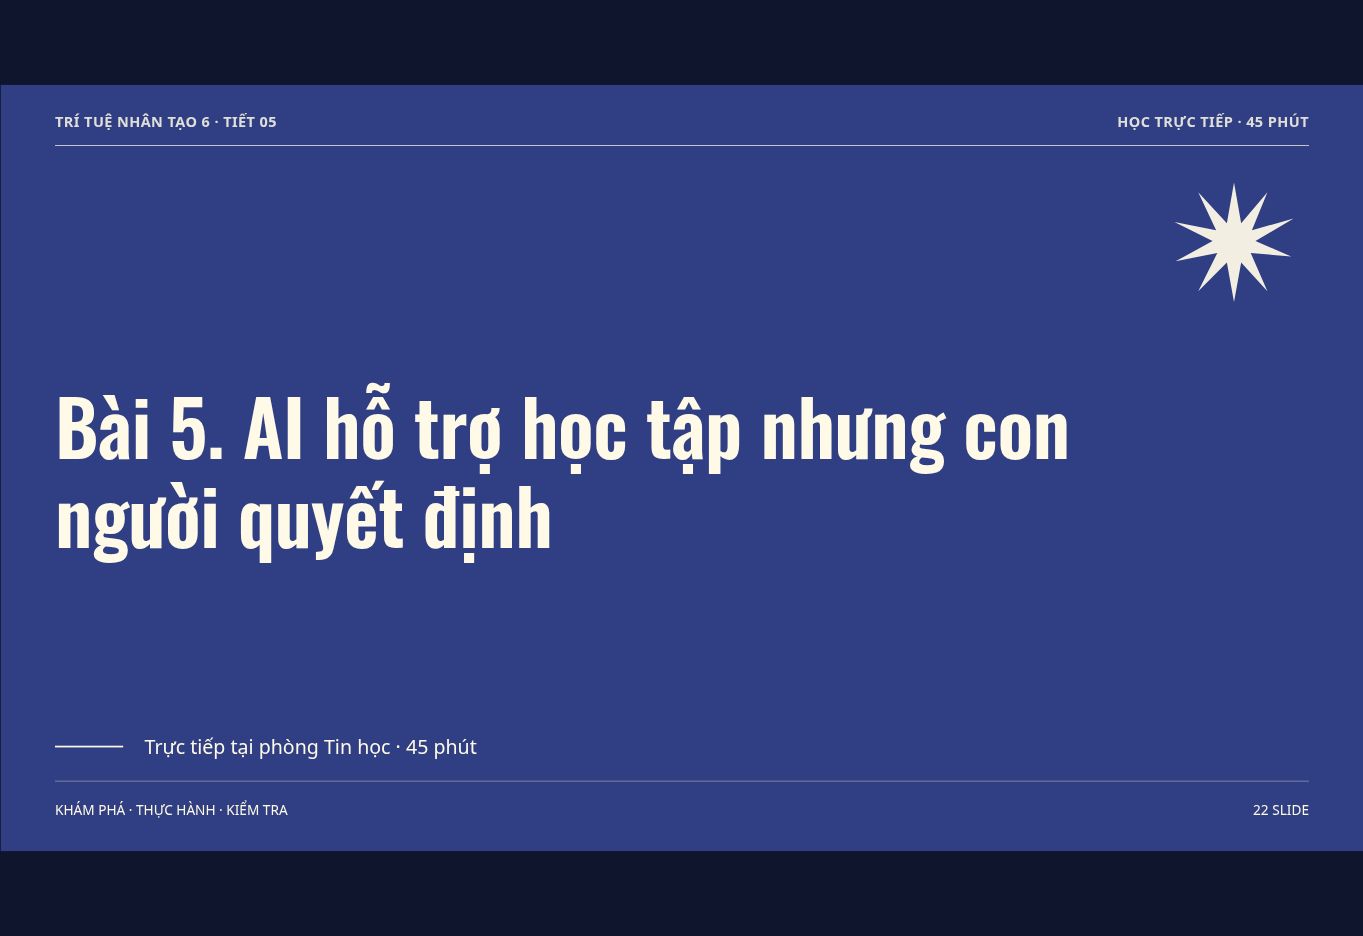 TRÍ TUỆ NHÂN TẠO 6 · TIẾT 05
HỌC TRỰC TIẾP · 45 PHÚT
Bài 5. AI hỗ trợ học tập nhưng con
người quyết định
Trực tiếp tại phòng Tin học · 45 phút
KHÁM PHÁ · THỰC HÀNH · KIỂM TRA
22 SLIDE